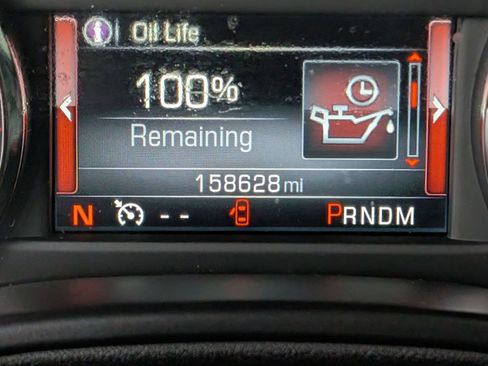 Oil Life
100%
Remaining
158628 mi
N -- PRNDM